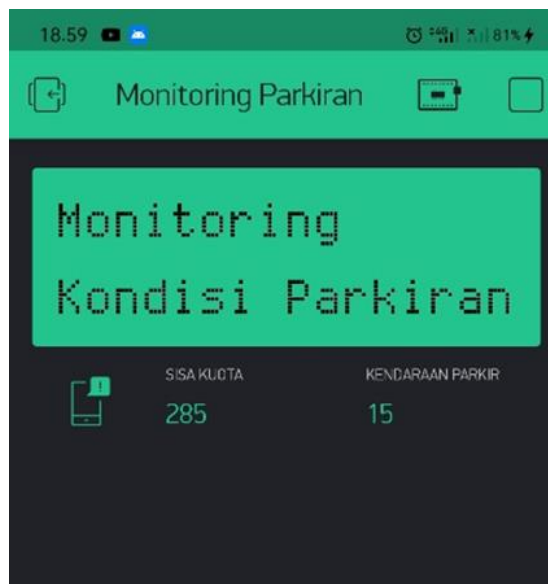 18.59
81%
Monitoring Parkiran
Monitoring
Kondisi Parkiran
SISA KUOTA
KENDARAAN PARKIR
285
15